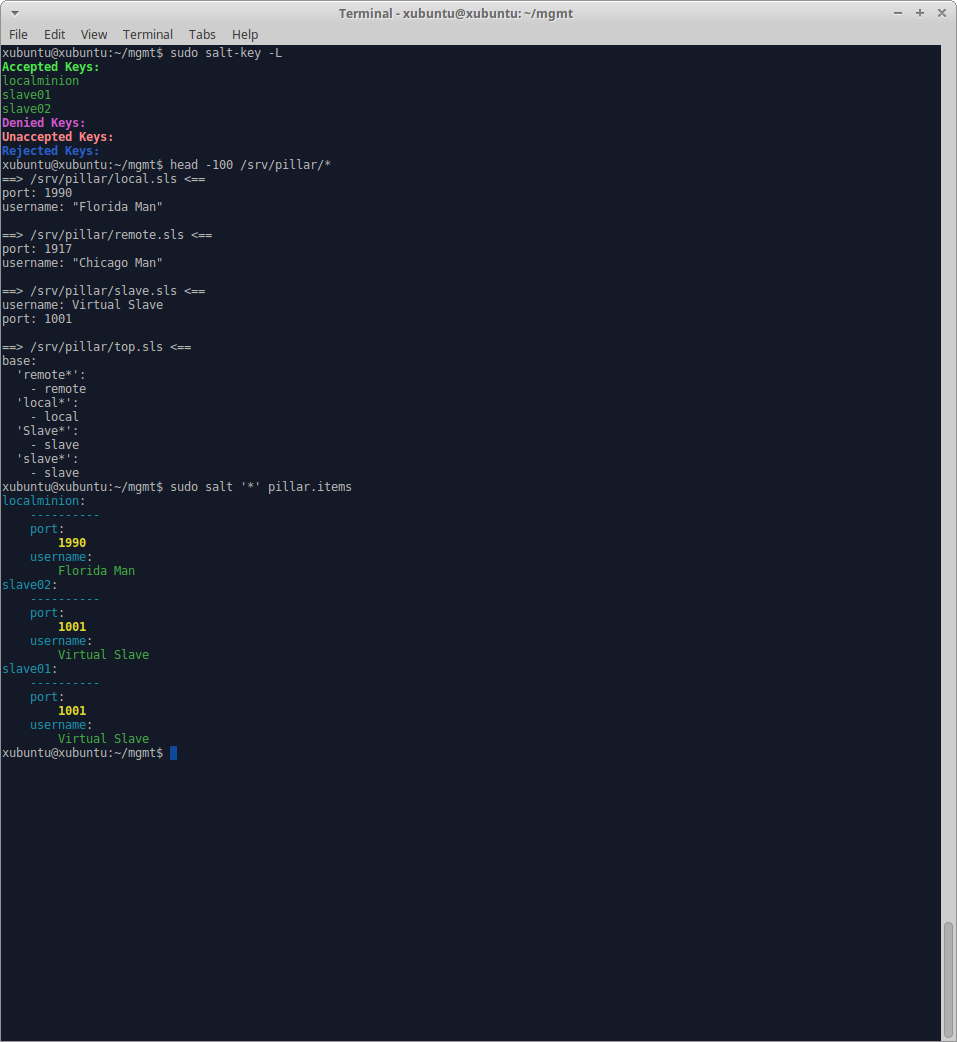 Terminal - xubuntu@xubuntu: ~/mgmt
File Edit View Terminal Tabs Help
xubuntu@xubuntu:~/mgmt$ sudo salt-key -L
Accepted Keys:
localminion
slave01
slave02
Denied Keys:
Unaccepted Keys:
Rejected Keys:
xubuntu@xubuntu:~/mgmt$ head -100 /srv/pillar/*
==> /srv/pillar/local.sls <==
port: 1990
username: "Florida Man"

==> /srv/pillar/remote.sls <==
port: 1917
username: "Chicago Man"

==> /srv/pillar/slave.sls <==
username: Virtual Slave
port: 1001

==> /srv/pillar/top.sls <==
base:
  'remote*':
    - remote
  'local*':
    - local
  'Slave*':
    - slave
  'slave*':
    - slave
xubuntu@xubuntu:~/mgmt$ sudo salt '*' pillar.items
localminion:
    ----------
    port:
        1990
    username:
        Florida Man
slave02:
    ----------
    port:
        1001
    username:
        Virtual Slave
slave01:
    ----------
    port:
        1001
    username:
        Virtual Slave
xubuntu@xubuntu:~/mgmt$